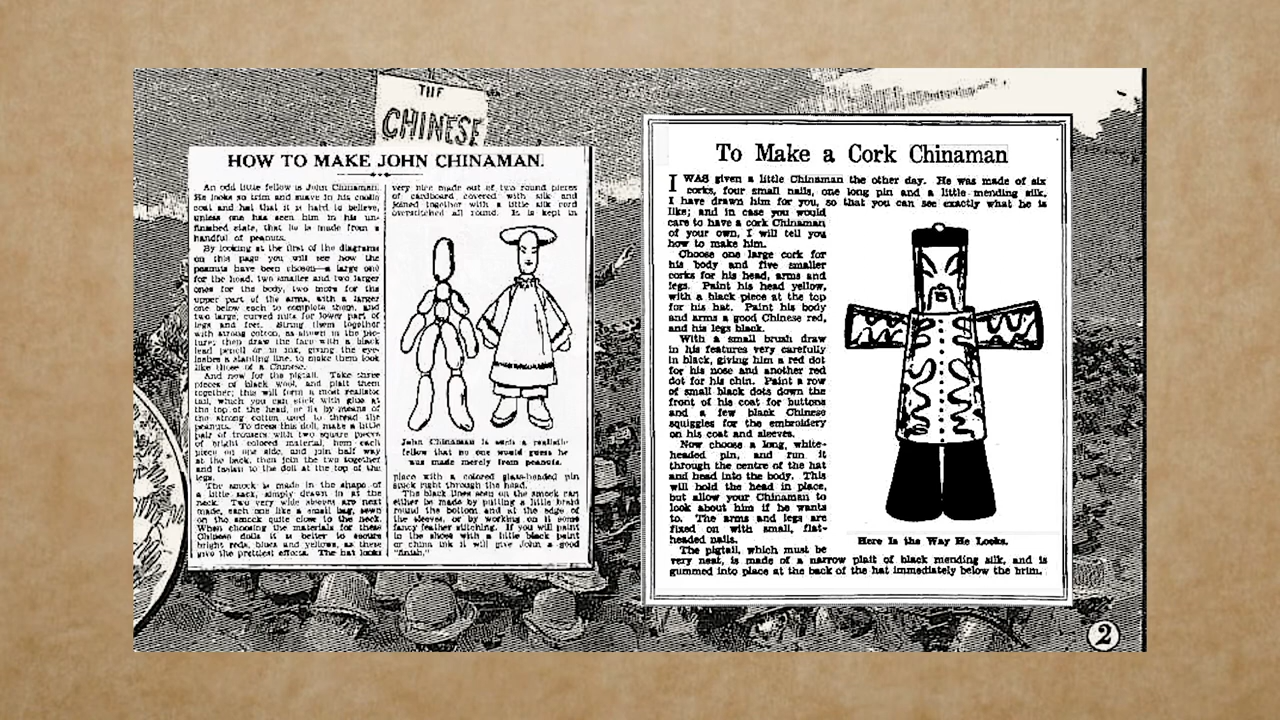 THE
CHINESE
HOW TO MAKE JOHN CHINAMAN.
An odd little fellow is John Chinaman.
He looks so trim and suave in his coolie
coat and hat that it is hard to believe,
unless one has seen him in his un-
finished state, that he is made from a
handful of peanuts.
By looking at the first of the diagrams
on this page you will see how the
peanuts have been chosen—a large one
for the head, two smaller and two larger
ones for the body, two more for the
upper part of the arms, with a larger
one below each to complete them, and
two large, curved nuts for lower part of
legs and feet. String them together
with strong cotton, as shown in the pic-
ture; then draw the face with a black
lead pencil or in ink, giving the eye-
lashes a slanting line, to make them look
like those of a Chinese.
And now for the pigtail. Take three
pieces of black wool, and plait them
together; this will form a most realistic
tail, which you can stick with glue at
the top of the head, or fix by means of
the strong cotton used to thread the
peanuts. To dress this doll, make a little
pair of trousers with two square pieces
of bright colored material, hem each
piece on one side, and join half way
at the back, then join the two together
and fasten to the doll at the top of the
legs.
The smock is made in the shape of
a little sack, simply drawn in at the
neck. Two very wide sleeves are next
made, each one like a small bag, sewn
on the smock quite close to the neck.
When choosing the materials for these
Chinese dolls it is better to secure
bright reds, blues and yellows, as these
give the prettiest effects. The hat looks
very nice made out of two round pieces
of cardboard covered with silk and
joined together with a little silk cord
overstitched all round. It is kept in
John Chinaman is such a realistic
fellow that no one would guess he
was made merely from peanuts.
place with a colored glass-headed pin
stuck right through the head.
The black lines seen on the smock can
either be made by putting a little braid
round the bottom and at the edge of
the sleeves, or by working on it some
fancy feather stitching. If you will paint
in the shoes with a little black paint
or china ink it will give John a good
"finish."
To Make a Cork Chinaman
I WAS given a little Chinaman the other day. He was made of six
corks, four small nails, one long pin and a little mending silk.
I have drawn him for you, so that you can see exactly what he is
like; and in case you would
care to have a cork Chinaman
of your own, I will tell you
how to make him.
Choose one large cork for
his body and five smaller
corks for his head, arms and
legs. Paint his head yellow,
with a black piece at the top
for his hat. Paint his body
and arms a good Chinese red,
and his legs black.
With a small brush draw
in his features very carefully
in black, giving him a red dot
for his nose and another red
dot for his chin. Paint a row
of small black dots down the
front of his coat for buttons
and a few black Chinese
squiggles for the embroidery
on his coat and sleeves.
Now choose a long, white-
headed pin, and run it
through the centre of the hat
and head into the body. This
will hold the head in place,
but allow your Chinaman to
look about him if he wants
to. The arms and legs are
fixed on with small, flat-
headed nails.
The pigtail, which must be
very neat, is made of a narrow plait of black mending silk, and is
gummed into place at the back of the hat immediately below the brim.
Here Is the Way He Looks.
2